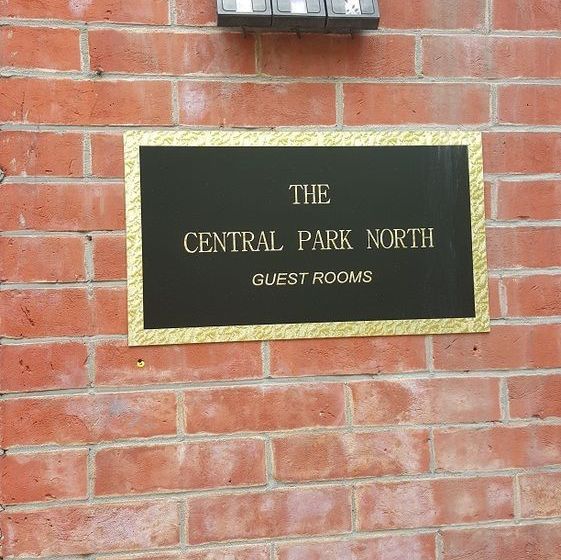 THE
CENTRAL PARK NORTH
GUEST ROOMS